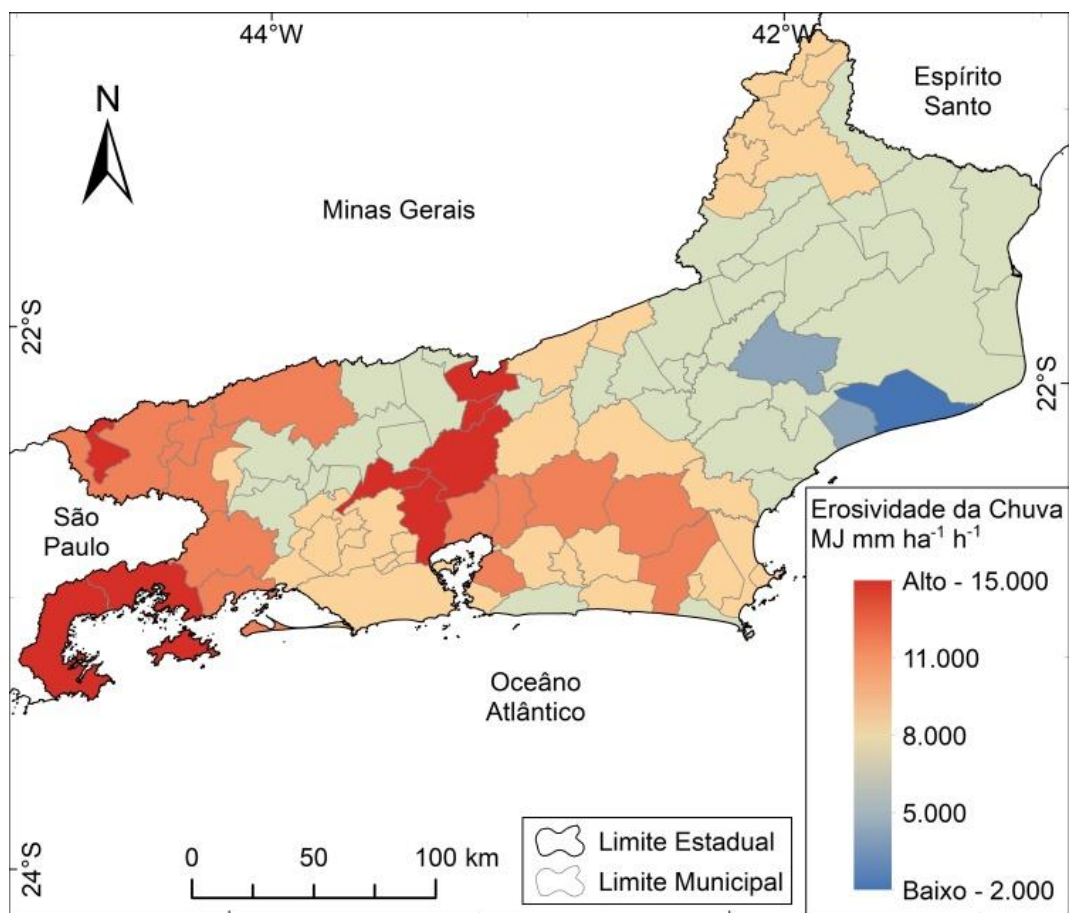 44°W
42°W
N
Espírito
Santo
Minas Gerais
22°S
22°S
São
Paulo
Oceâno
Atlântico
Erosividade da Chuva
MJ mm ha⁻¹ h⁻¹
Alto - 15.000
11.000
8.000
5.000
Baixo - 2.000
0 50 100 km
Limite Estadual
Limite Municipal
24°S